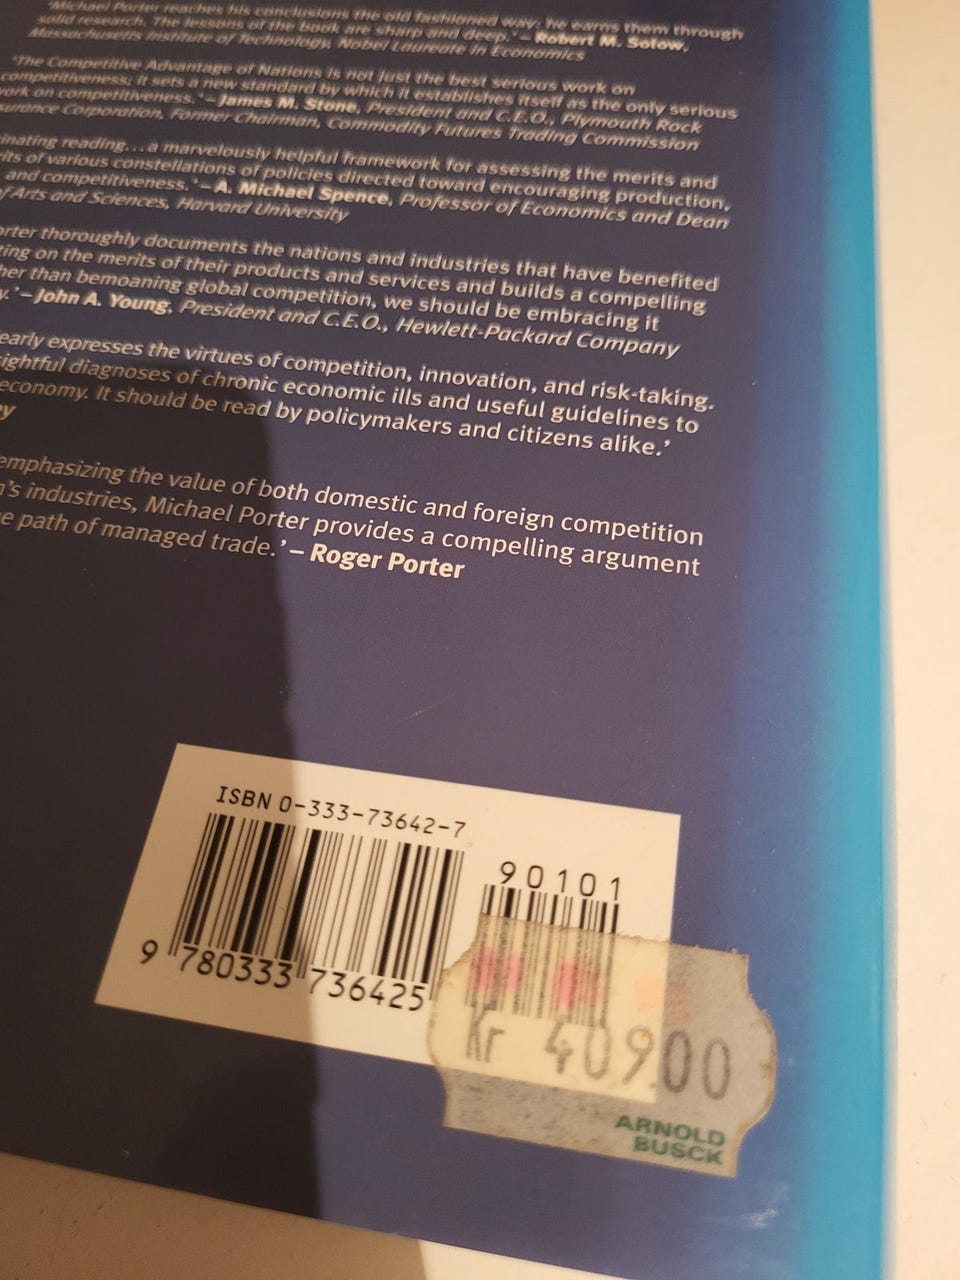 'Michael Porter reaches his conclusions the old fashioned way, he earns them through
solid research. The lessons of the book are sharp and deep.' – Robert M. Solow,
Massachusetts Institute of Technology, Nobel Laureate in Economics
'The Competitive Advantage of Nations is not just the best serious work on
competitiveness; it sets a new standard by which it establishes itself as the only serious
work on competitiveness.' – James M. Stone, President and C.E.O., Plymouth Rock
surance Corporation, Former Chairman, Commodity Futures Trading Commission
inating reading...a marvelously helpful framework for assessing the merits and
rits of various constellations of policies directed toward encouraging production,
and competitiveness.' – A. Michael Spence, Professor of Economics and Dean
of Arts and Sciences, Harvard University
orter thoroughly documents the nations and industries that have benefited
ting on the merits of their products and services and builds a compelling
her than bemoaning global competition, we should be embracing it
y.' – John A. Young, President and C.E.O., Hewlett-Packard Company
early expresses the virtues of competition, innovation, and risk-taking.
sightful diagnoses of chronic economic ills and useful guidelines to
economy. It should be read by policymakers and citizens alike.'
ey
emphasizing the value of both domestic and foreign competition
n's industries, Michael Porter provides a compelling argument
e path of managed trade.' – Roger Porter
ISBN 0-333-73642-7
90101
9 780333 736425
Kr 409.00
ARNOLD
BUSCK